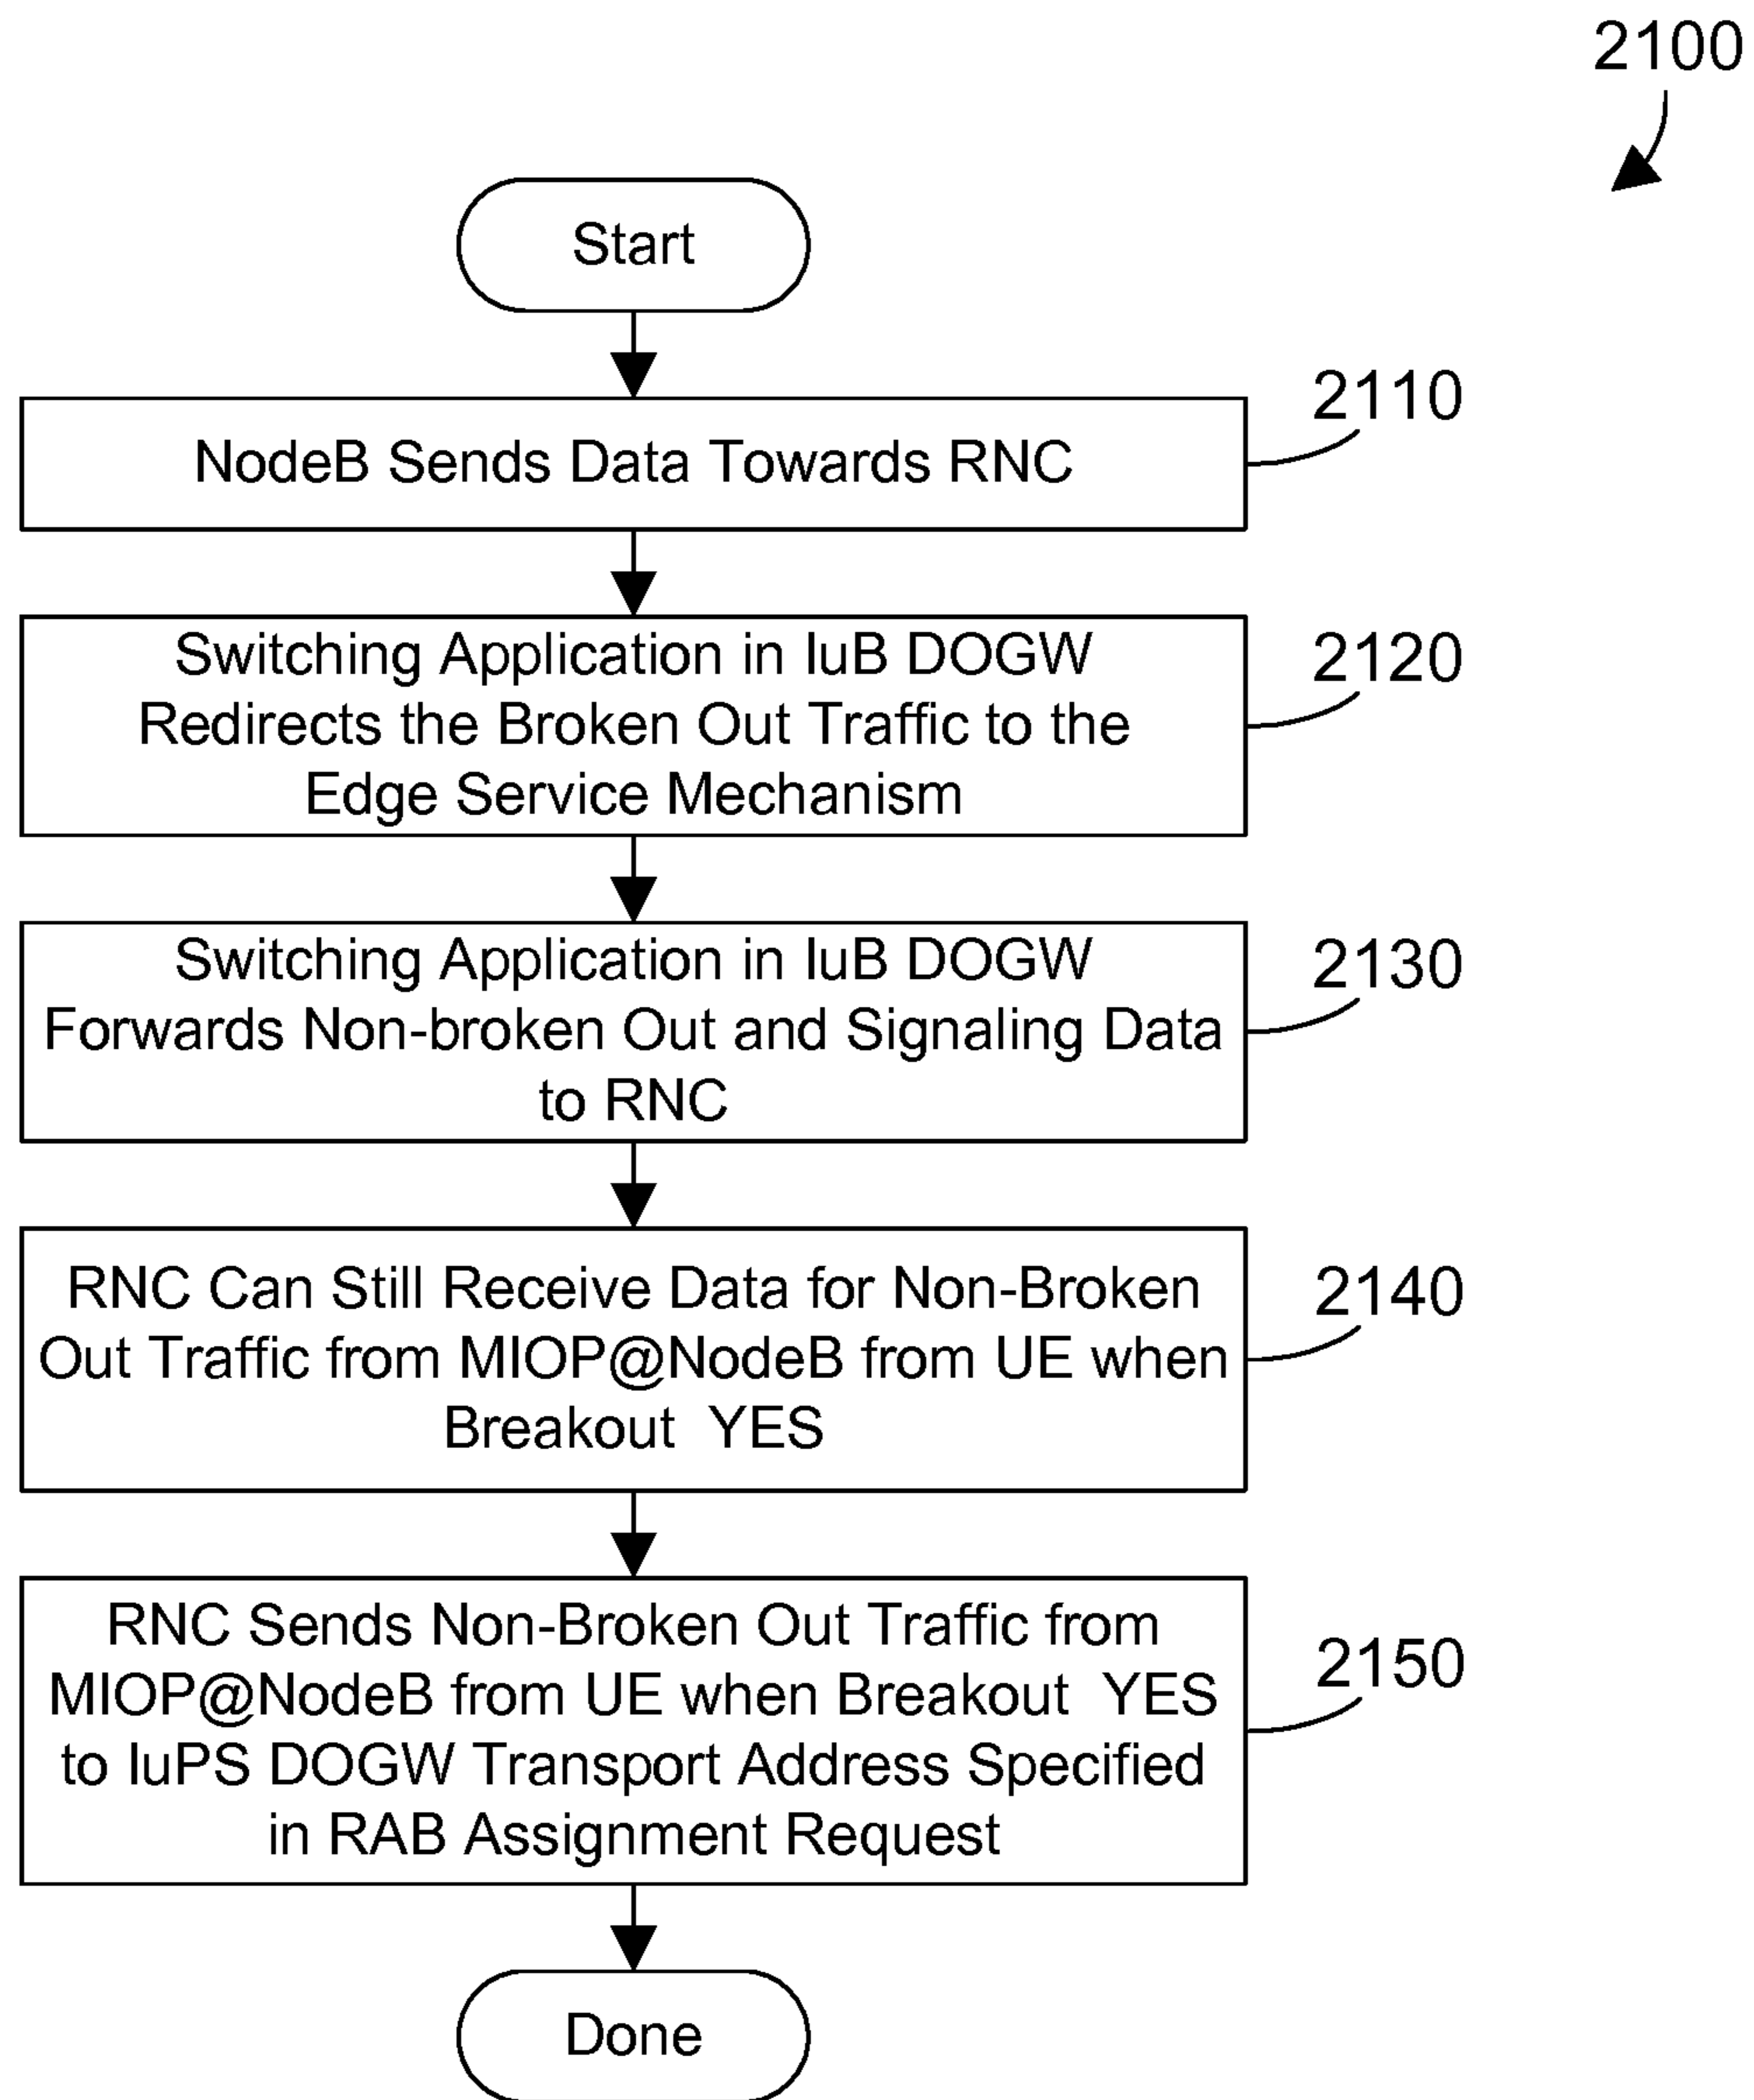 2100
Start
2110
NodeB Sends Data Towards RNC
2120
Switching Application in IuB DOGW
Redirects the Broken Out Traffic to the
Edge Service Mechanism
2130
Switching Application in IuB DOGW
Forwards Non-broken Out and Signaling Data
to RNC
2140
RNC Can Still Receive Data for Non-Broken
Out Traffic from MIOP@NodeB from UE when
Breakout YES
2150
RNC Sends Non-Broken Out Traffic from
MIOP@NodeB from UE when Breakout YES
to IuPS DOGW Transport Address Specified
in RAB Assignment Request
Done